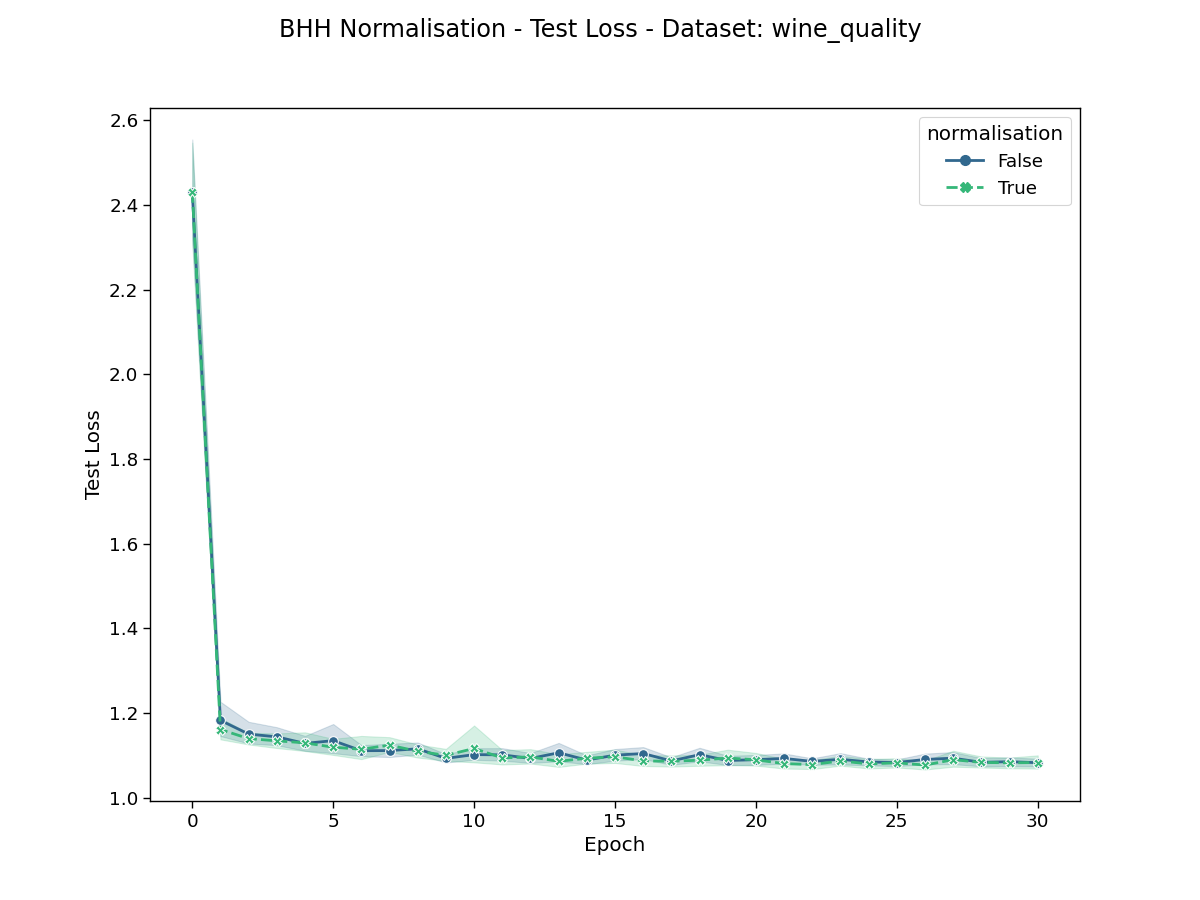 BHH Normalisation - Test Loss - Dataset: wine_quality
normalisation
False
True
2.6
2.4
2.2
2.0
1.8
1.6
1.4
1.2
1.0
Test Loss
0 5 10 15 20 25 30
Epoch